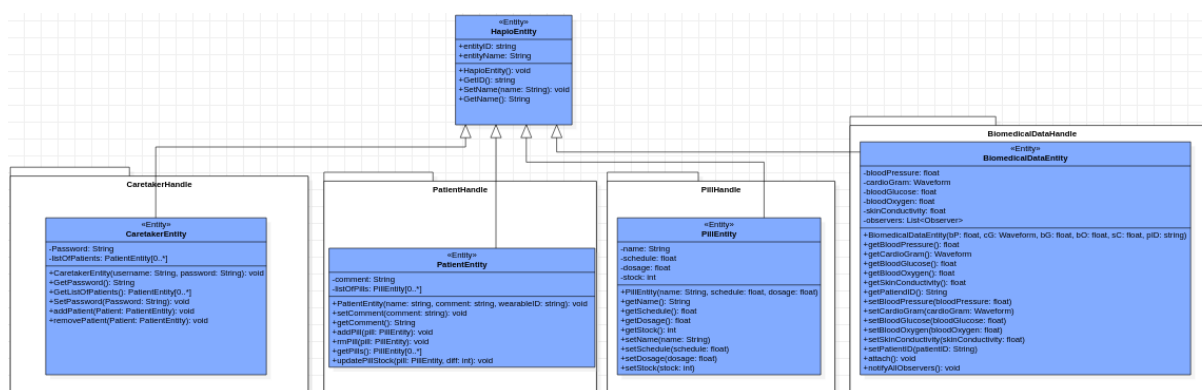 «Entity»
HapioEntity
+entityID: string
+entityName: String
+HapioEntity(): void
+GetID(): string
+SetName(name: String): void
+GetName(): String
CaretakerHandle
«Entity»
CaretakerEntity
-Password: String
-listOfPatients: PatientEntity[0..*]
+CaretakerEntity(username: String, password: String): void
+GetPassword(): String
+GetListOfPatients(): PatientEntity[0..*]
+SetPassword(Password: String): void
+addPatient(Patient: PatientEntity): void
+removePatient(Patient: PatientEntity): void
PatientHandle
«Entity»
PatientEntity
-comment: String
-listOfPills: PillEntity[0..*]
+PatientEntity(name: string, comment: string, wearableID: string): void
+setComment(comment: string): void
+getComment(): String
+addPill(pill: PillEntity): void
+rmPill(pill: PillEntity): void
+getPills(): PillEntity[0..*]
+updatePillStock(pill: PillEntity, diff: int): void
PillHandle
«Entity»
PillEntity
-name: String
-schedule: float
-dosage: float
-stock: int
+PillEntity(name: String, schedule: float, dosage: float)
+getName(): String
+getSchedule(): float
+getDosage(): float
+getStock(): int
+setName(name: String)
+setSchedule(schedule: float)
+setDosage(dosage: float)
+setStock(stock: int)
BiomedicalDataHandle
«Entity»
BiomedicalDataEntity
-bloodPressure: float
-cardioGram: Waveform
-bloodGlucose: float
-bloodOxygen: float
-skinConductivity: float
-observers: List<Observer>
+BiomedicalDataEntity(bP: float, cG: Waveform, bG: float, bO: float, sC: float, pID: string)
+getBloodPressure(): float
+getCardioGram(): Waveform
+getBloodGlucose(): float
+getBloodOxygen(): float
+getSkinConductivity(): float
+getPatientID(): String
+setBloodPressure(bloodPressure: float)
+setCardioGram(cardioGram: Waveform)
+setBloodGlucose(bloodGlucose: float)
+setBloodOxygen(bloodOxygen: float)
+setSkinConductivity(skinConductivity: float)
+setPatientID(patientID: String)
+attach(): void
+notifyAllObservers(): void